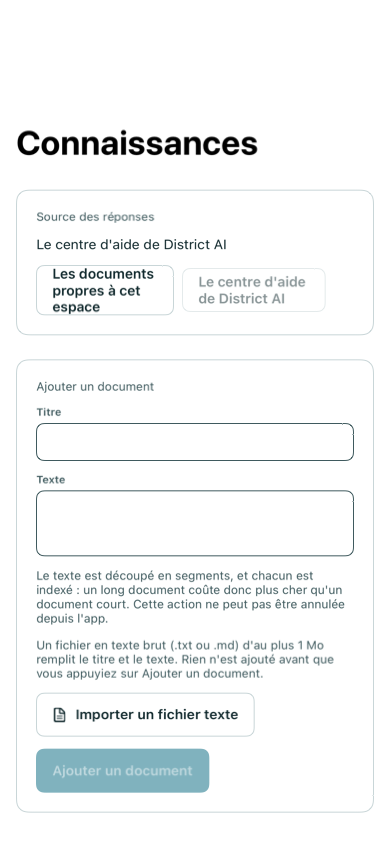 Connaissances
Source des réponses
Le centre d'aide de District AI
Les documents
propres à cet
espace
Le centre d'aide
de District AI
Ajouter un document
Titre
Texte
Le texte est découpé en segments, et chacun est
indexé : un long document coûte donc plus cher qu'un
document court. Cette action ne peut pas être annulée
depuis l'app.
Un fichier en texte brut (.txt ou .md) d'au plus 1 Mo
remplit le titre et le texte. Rien n'est ajouté avant que
vous appuyiez sur Ajouter un document.
Importer un fichier texte
Ajouter un document